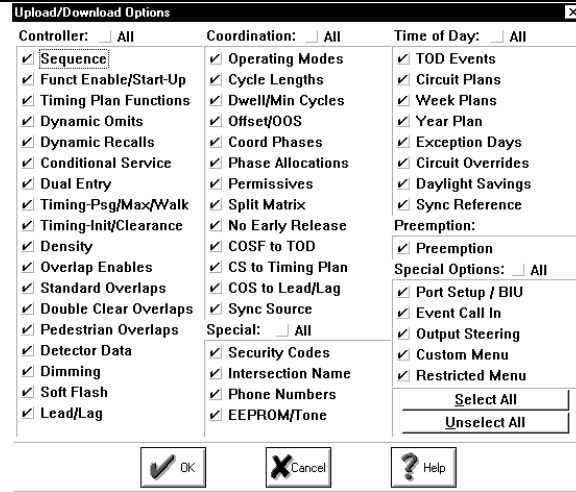 Upload/Download Options
Controller: All
Sequence
Funct Enable/Start-Up
Timing Plan Functions
Dynamic Omits
Dynamic Recalls
Conditional Service
Dual Entry
Timing-Psg/Max/Walk
Timing-Init/Clearance
Density
Overlap Enables
Standard Overlaps
Double Clear Overlaps
Pedestrian Overlaps
Detector Data
Dimming
Soft Flash
Lead/Lag
Coordination: All
Operating Modes
Cycle Lengths
Dwell/Min Cycles
Offset/OOS
Coord Phases
Phase Allocations
Permissives
Split Matrix
No Early Release
COSF to TOD
CS to Timing Plan
COS to Lead/Lag
Sync Source
Special: All
Security Codes
Intersection Name
Phone Numbers
EEPROM/Tone
Time of Day: All
TOD Events
Circuit Plans
Week Plans
Year Plan
Exception Days
Circuit Overrides
Daylight Savings
Sync Reference
Preemption:
Preemption
Special Options: All
Port Setup / BIU
Event Call In
Output Steering
Custom Menu
Restricted Menu
Select All
Unselect All
OK
Cancel
Help